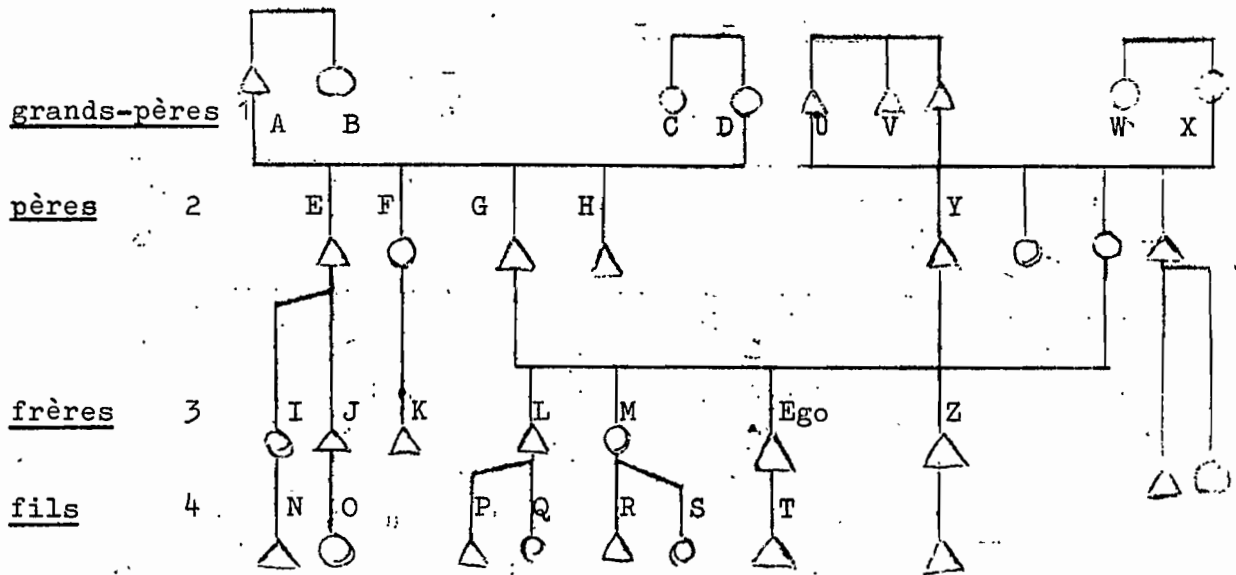 grands-pères 1 A B C D U V W X
pères 2 E F G H Y
frères 3 I J K L M Ego Z
fils 4 N O P Q R S T